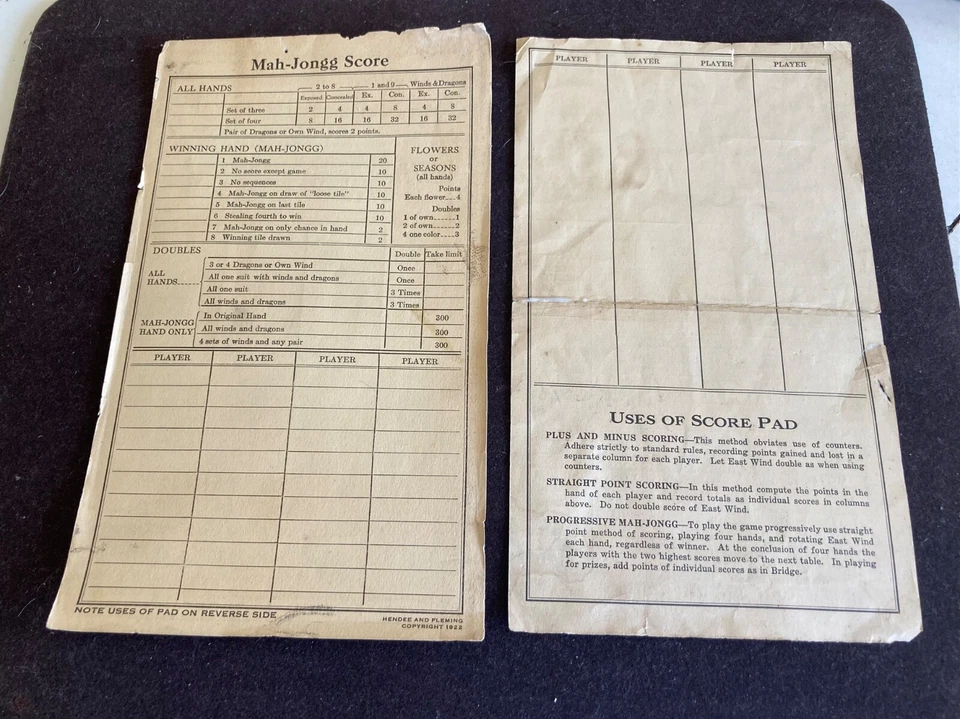 Mah-Jongg Score
ALL HANDS
2 to 8 1 and 9 Winds & Dragons
Exposed Concealed Ex. Con. Ex. Con.
Set of three 2 4 4 8 4 8
Set of four 8 16 16 32 16 32
Pair of Dragons or Own Wind, scores 2 points.
WINNING HAND (MAH-JONGG)
1 Mah-Jongg 20
2 No score except game 10
3 No sequences 10
4 Mah-Jongg on draw of "loose tile" 10
5 Mah-Jongg on last tile 10
6 Stealing fourth to win 10
7 Mah-Jongg on only chance in hand 2
8 Winning tile drawn 2
FLOWERS
or
SEASONS
(all hands)
Points
Each flower....4
Doubles
1 of own......1
2 of own......2
4 one color....3
DOUBLES
Double Take limit
ALL
HANDS
3 or 4 Dragons or Own Wind Once
All one suit with winds and dragons Once
All one suit 3 Times
All winds and dragons 3 Times
MAH-JONGG
HAND ONLY
In Original Hand 300
All winds and dragons 300
4 sets of winds and any pair 300
PLAYER PLAYER PLAYER PLAYER
NOTE USES OF PAD ON REVERSE SIDE
HENDEE AND FLEMING
COPYRIGHT 1922
PLAYER PLAYER PLAYER PLAYER
USES OF SCORE PAD
PLUS AND MINUS SCORING—This method obviates use of counters.
Adhere strictly to standard rules, recording points gained and lost in a
separate column for each player. Let East Wind double as when using
counters.
STRAIGHT POINT SCORING—In this method compute the points in the
hand of each player and record totals as individual scores in columns
above. Do not double score of East Wind.
PROGRESSIVE MAH-JONGG—To play the game progressively use straight
point method of scoring, playing four hands, and rotating East Wind
each hand, regardless of winner. At the conclusion of four hands the
players with the two highest scores move to the next table. In playing
for prizes, add points of individual scores as in Bridge.